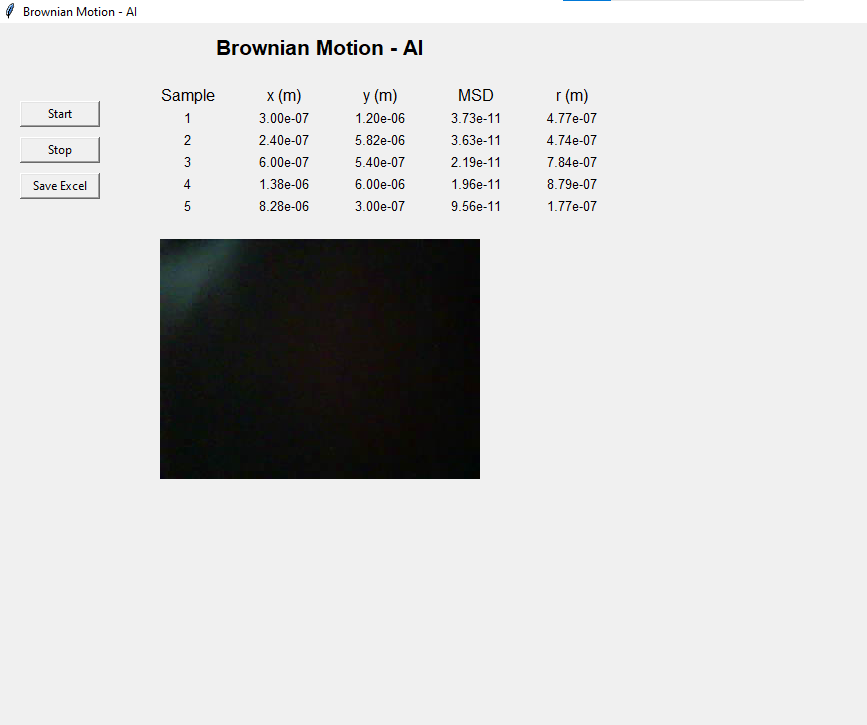 Brownian Motion - AI
Brownian Motion - AI
Start
Stop
Save Excel
Sample x (m) y (m) MSD r (m)
1 3.00e-07 1.20e-06 3.73e-11 4.77e-07
2 2.40e-07 5.82e-06 3.63e-11 4.74e-07
3 6.00e-07 5.40e-07 2.19e-11 7.84e-07
4 1.38e-06 6.00e-06 1.96e-11 8.79e-07
5 8.28e-06 3.00e-07 9.56e-11 1.77e-07